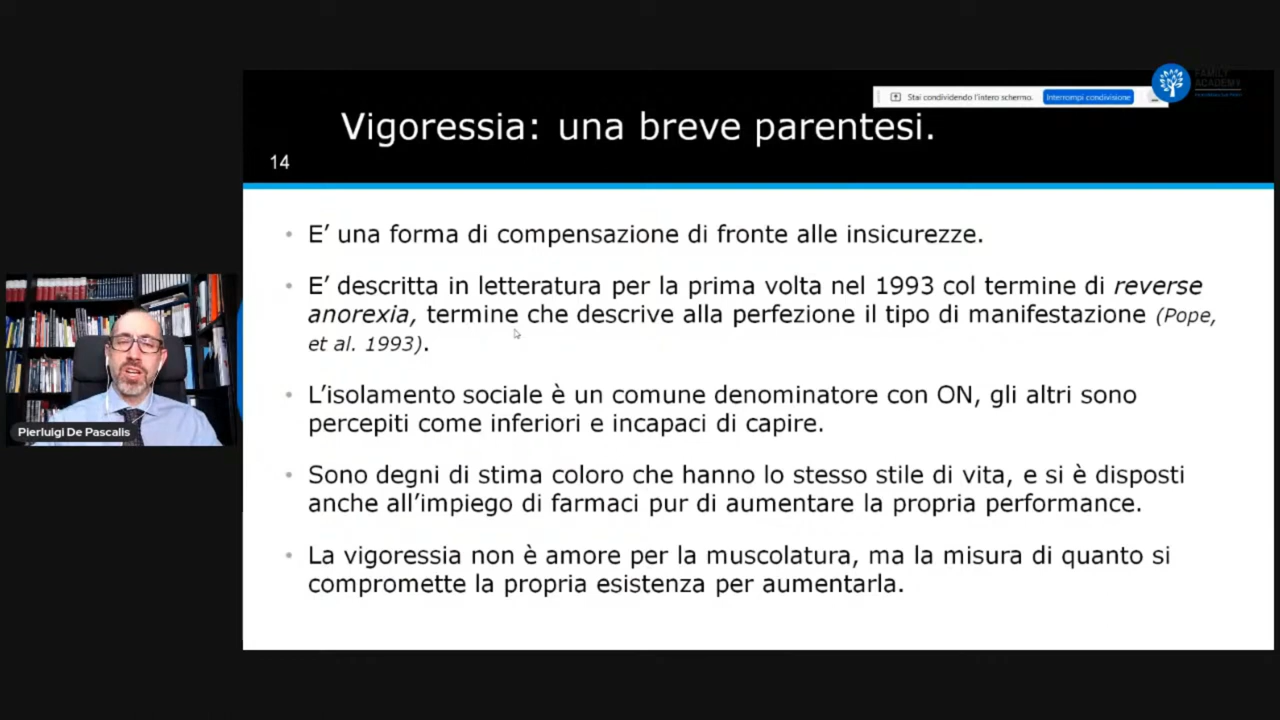 FAMILY
ACADEMY
Stai condividendo l'intero schermo.
Interrompi condivisione
Vigoressia: una breve parentesi.
14
E' una forma di compensazione di fronte alle insicurezze.
E' descritta in letteratura per la prima volta nel 1993 col termine di reverse
anorexia, termine che descrive alla perfezione il tipo di manifestazione (Pope,
et al. 1993).
L'isolamento sociale è un comune denominatore con ON, gli altri sono
percepiti come inferiori e incapaci di capire.
Sono degni di stima coloro che hanno lo stesso stile di vita, e si è disposti
anche all'impiego di farmaci pur di aumentare la propria performance.
La vigoressia non è amore per la muscolatura, ma la misura di quanto si
compromette la propria esistenza per aumentarla.
Pierluigi De Pascalis